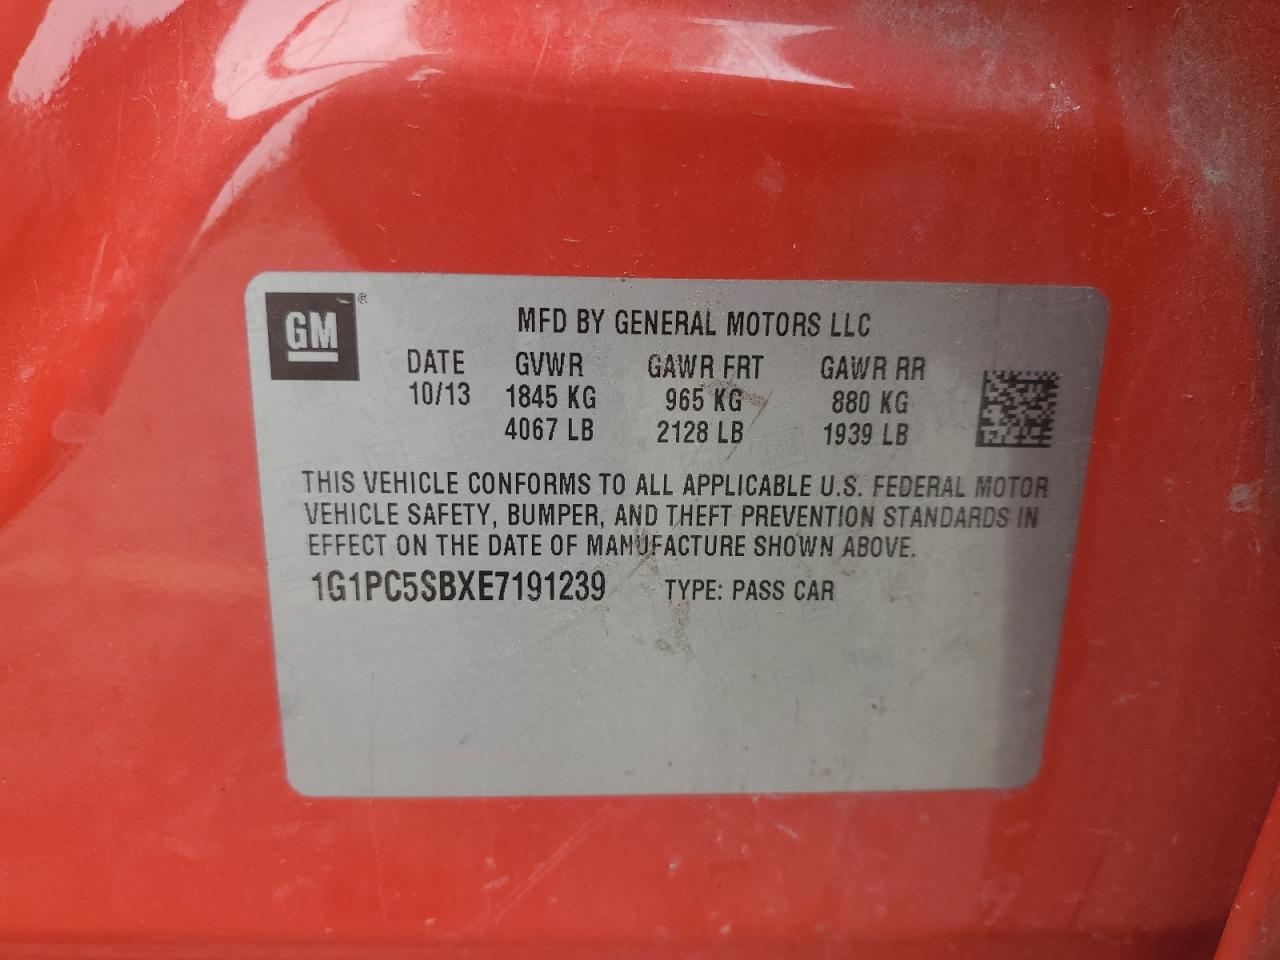 GM®
MFD BY GENERAL MOTORS LLC
DATE GVWR GAWR FRT GAWR RR
10/13 1845 KG 965 KG 880 KG
4067 LB 2128 LB 1939 LB
THIS VEHICLE CONFORMS TO ALL APPLICABLE U.S. FEDERAL MOTOR
VEHICLE SAFETY, BUMPER, AND THEFT PREVENTION STANDARDS IN
EFFECT ON THE DATE OF MANUFACTURE SHOWN ABOVE.
1G1PC5SBXE7191239 TYPE: PASS CAR